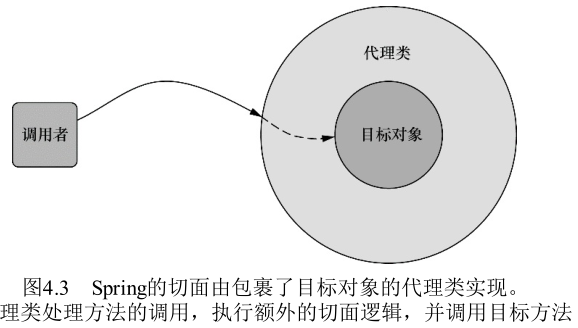 代理类
调用者
目标对象
图4.3 Spring的切面由包裹了目标对象的代理类实现。
理类处理方法的调用，执行额外的切面逻辑，并调用目标方法